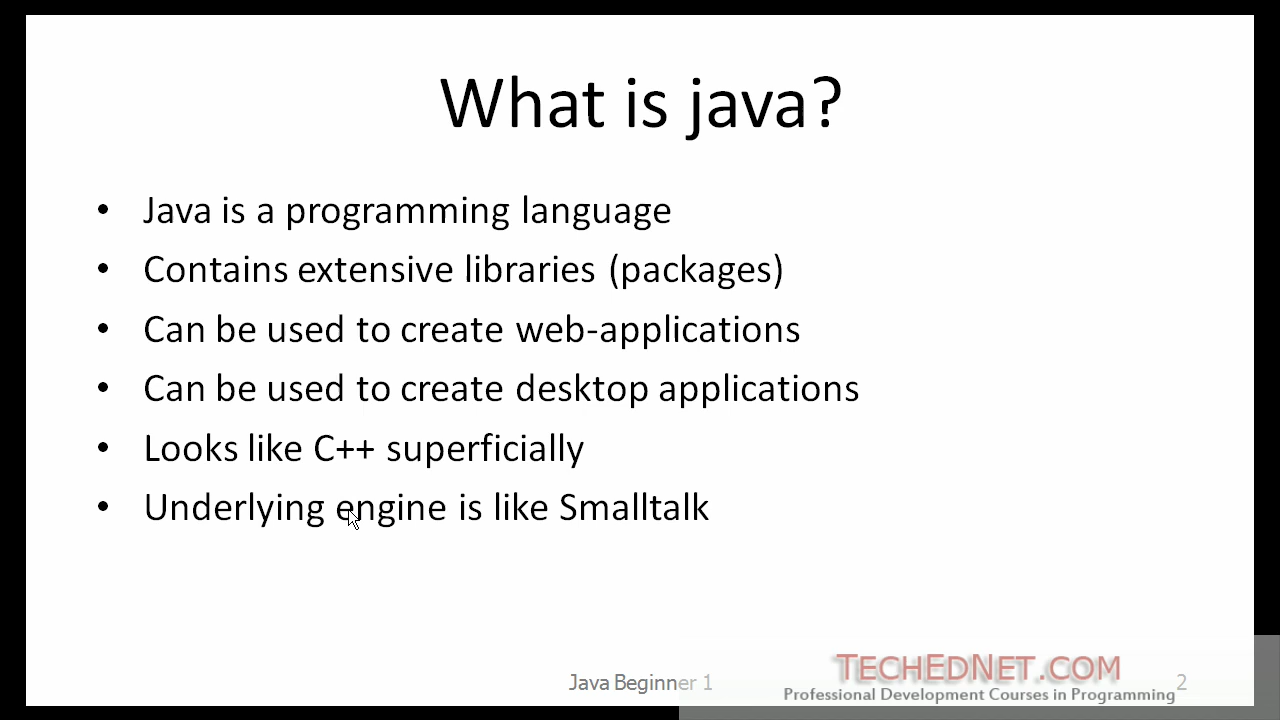 What is java?
• Java is a programming language
• Contains extensive libraries (packages)
• Can be used to create web-applications
• Can be used to create desktop applications
• Looks like C++ superficially
• Underlying engine is like Smalltalk
Java Beginner 1
TECHEDNET.COM
Professional Development Courses in Programming
2